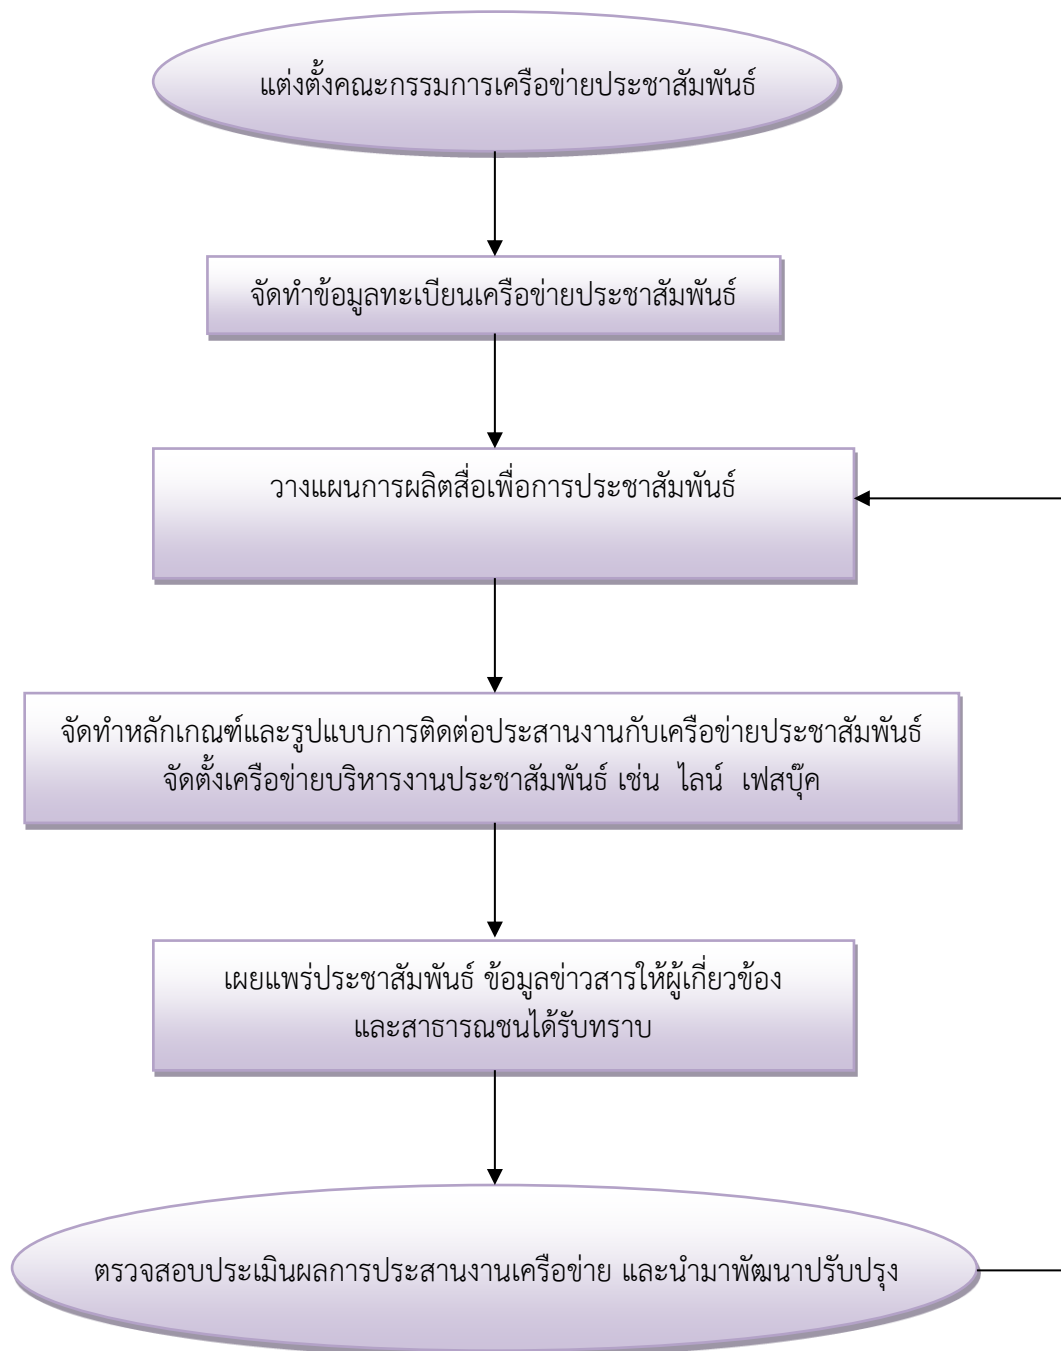 แต่งตั้งคณะกรรมการเครือข่ายประชาสัมพันธ์
จัดทำข้อมูลทะเบียนเครือข่ายประชาสัมพันธ์
วางแผนการผลิตสื่อเพื่อการประชาสัมพันธ์
จัดทำหลักเกณฑ์และรูปแบบการติดต่อประสานงานกับเครือข่ายประชาสัมพันธ์
จัดตั้งเครือข่ายบริหารงานประชาสัมพันธ์ เช่น ไลน์ เฟสบุ๊ค
เผยแพร่ประชาสัมพันธ์ ข้อมูลข่าวสารให้ผู้เกี่ยวข้อง
และสาธารณชนได้รับทราบ
ตรวจสอบประเมินผลการประสานงานเครือข่าย และนำมาพัฒนาปรับปรุง